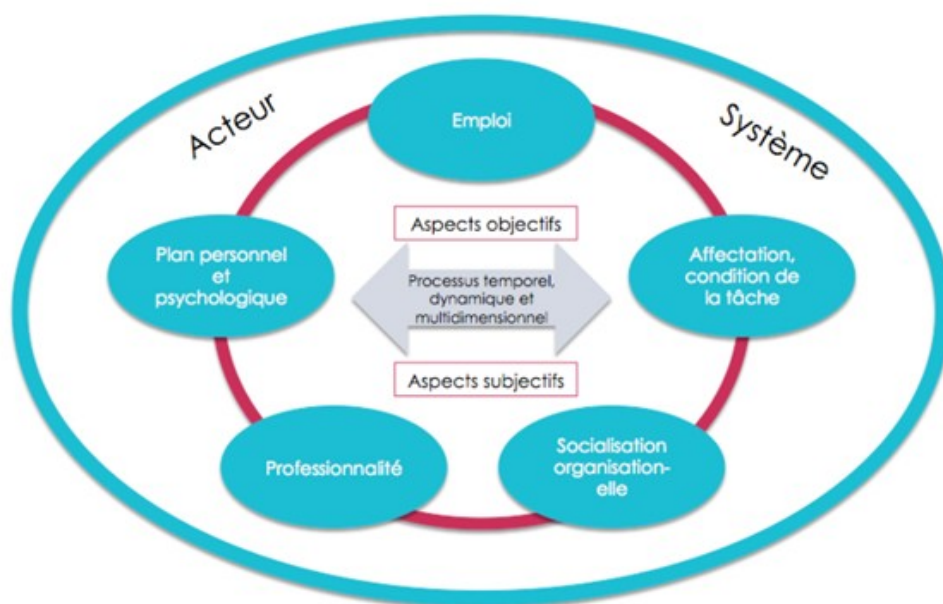 Acteur
Système
Emploi
Aspects objectifs
Plan personnel
et
psychologique
Processus temporel,
dynamique et
multidimensionnel
Affectation,
condition de
la tâche
Aspects subjectifs
Professionnalité
Socialisation
organisation-
elle